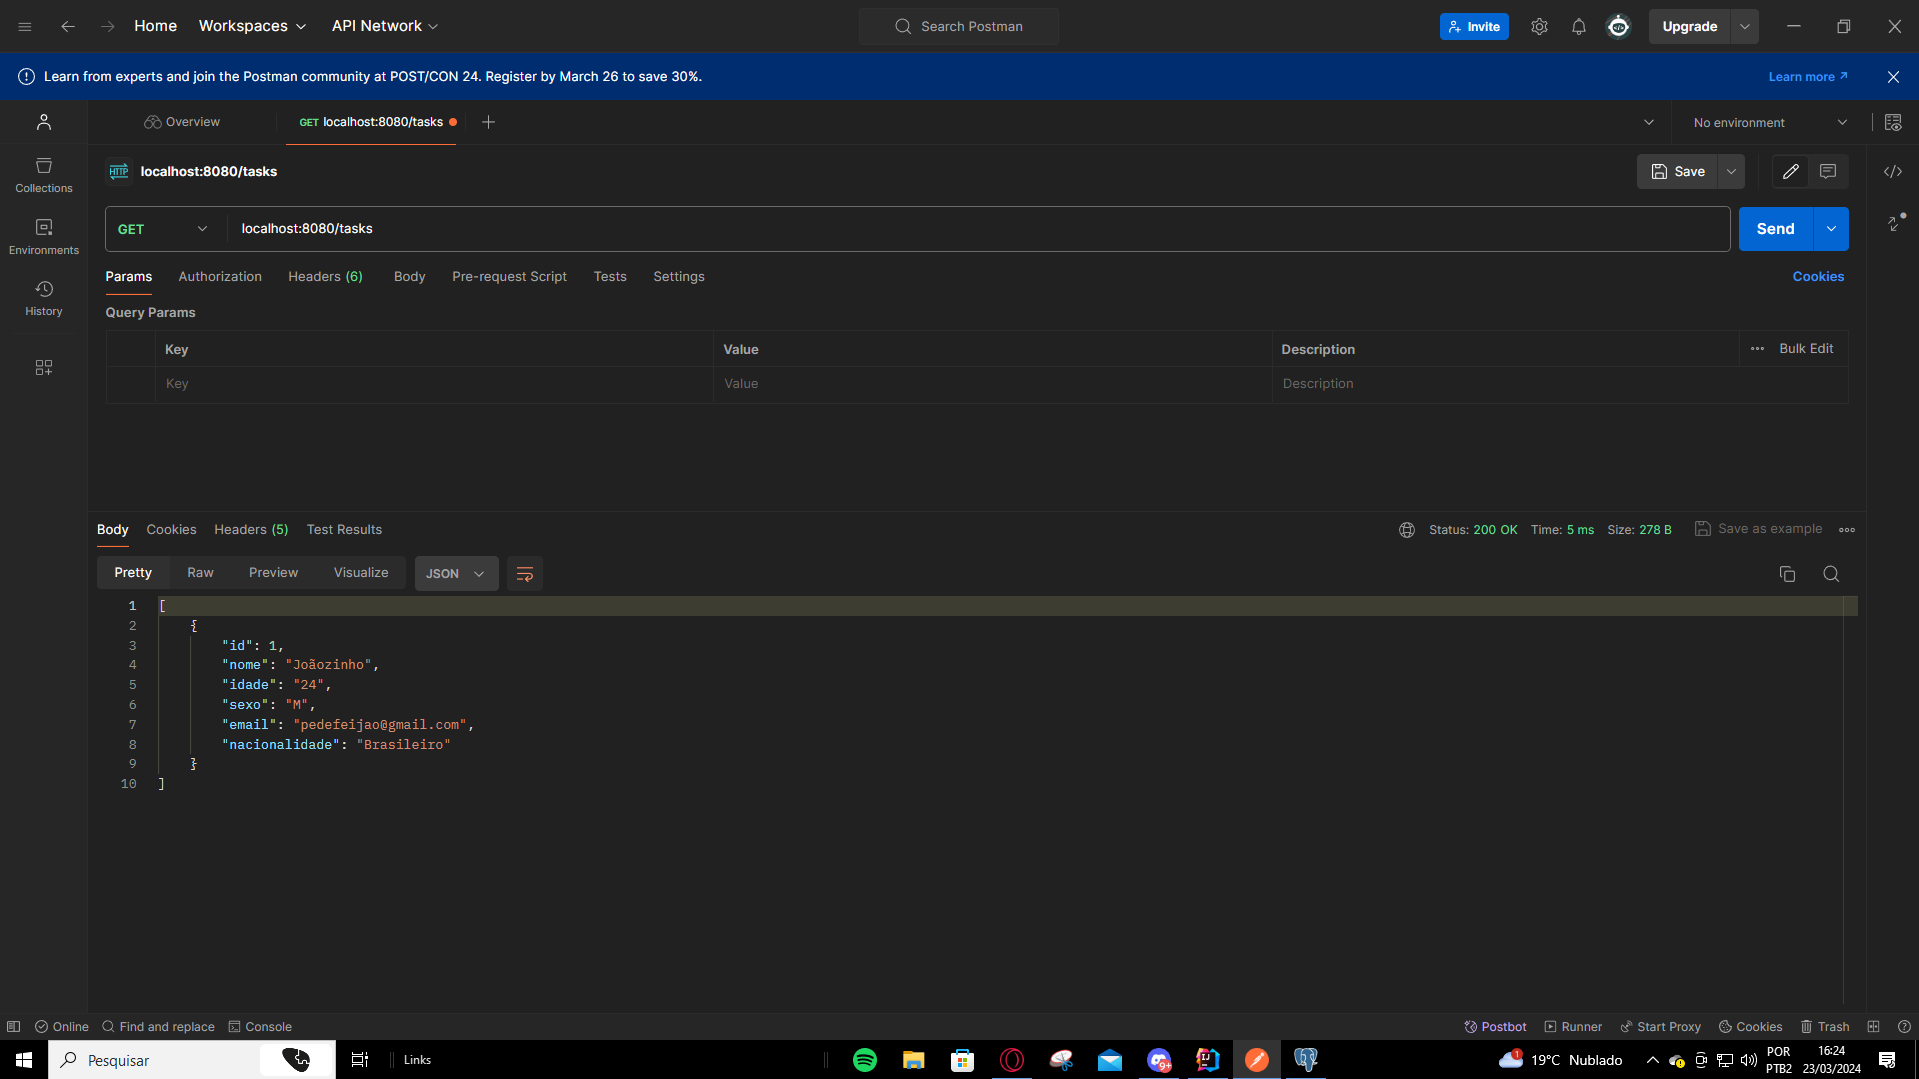 Home Workspaces API Network Search Postman Invite Upgrade
Learn from experts and join the Postman community at POST/CON 24. Register by March 26 to save 30%. Learn more
Overview GET localhost:8080/tasks No environment
HTTP localhost:8080/tasks Save
Collections
Environments
History
GET localhost:8080/tasks Send
Params Authorization Headers (6) Body Pre-request Script Tests Settings Cookies
Query Params
Key Value Description Bulk Edit
Key Value Description
Body Cookies Headers (5) Test Results Status: 200 OK Time: 5 ms Size: 278 B Save as example
Pretty Raw Preview Visualize JSON
1 [
2 {
3 "id": 1,
4 "nome": "Joãozinho",
5 "idade": "24",
6 "sexo": "M",
7 "email": "pedefeijao@gmail.com",
8 "nacionalidade": "Brasileiro"
9 }
10 ]
Online Find and replace Console Postbot Runner Start Proxy Cookies Trash
Pesquisar Links 9+ IJ 1 19°C Nublado POR 16:24
PTB2 23/03/2024